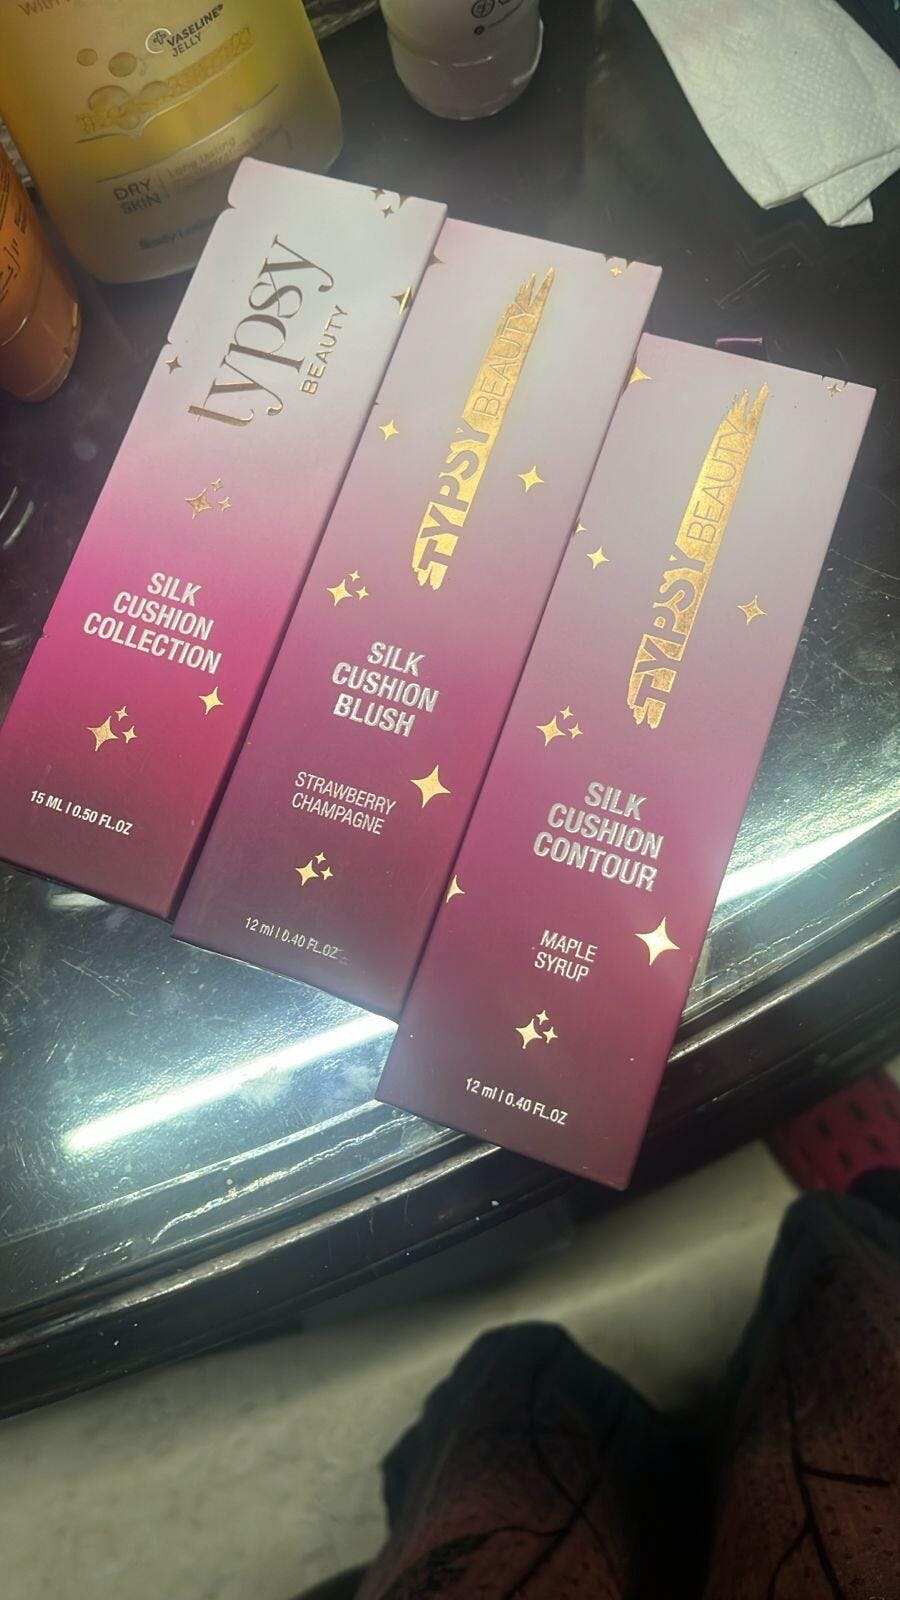 VASELINE®
JELLY
DRY
SKIN
typsy
BEAUTY
SILK
CUSHION
COLLECTION
15 ML | 0.50 FL.OZ
TYPSY BEAUTY
SILK
CUSHION
BLUSH
STRAWBERRY
CHAMPAGNE
12 ml | 0.40 FL.OZ
TYPSY BEAUTY
SILK
CUSHION
CONTOUR
MAPLE
SYRUP
12 ml | 0.40 FL.OZ